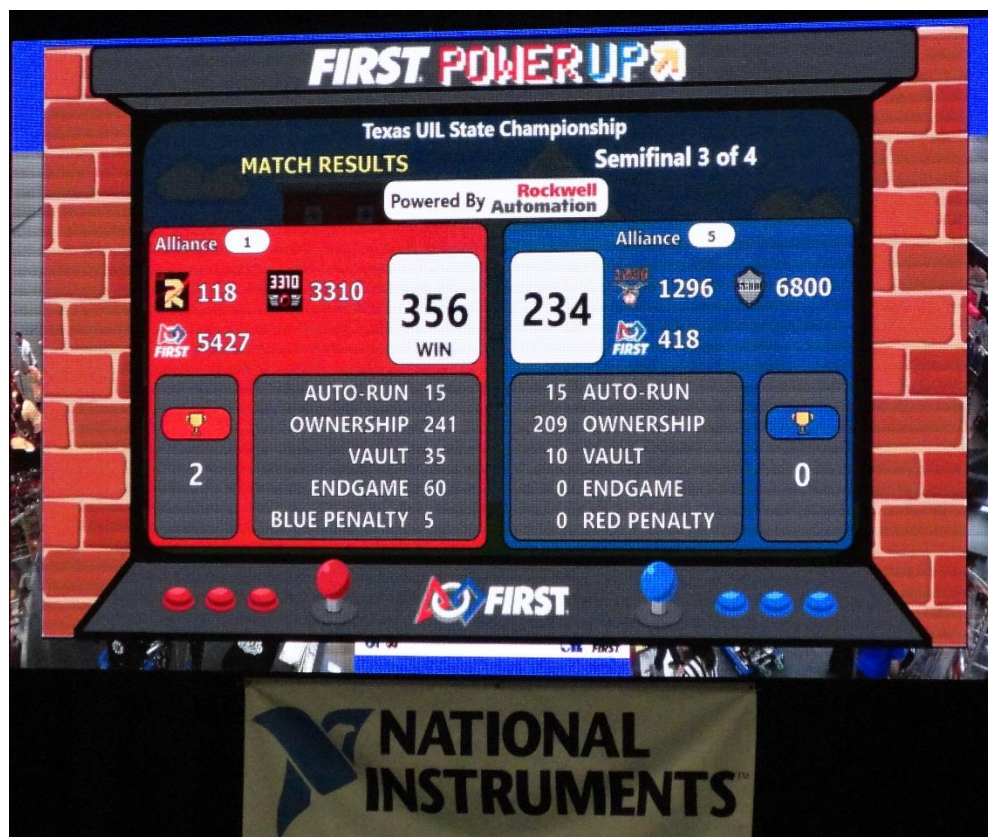 FIRST POWER UP
Texas UIL State Championship
MATCH RESULTS
Semifinal 3 of 4
Powered By Rockwell Automation
Alliance 1
118
3310 3310
FIRST 5427
356
WIN
AUTO-RUN 15
OWNERSHIP 241
VAULT 35
ENDGAME 60
BLUE PENALTY 5
2
Alliance 5
234
1296 1296
6800
FIRST 418
15 AUTO-RUN
209 OWNERSHIP
10 VAULT
0 ENDGAME
0 RED PENALTY
0
FIRST
FIRST
NATIONAL
INSTRUMENTS™